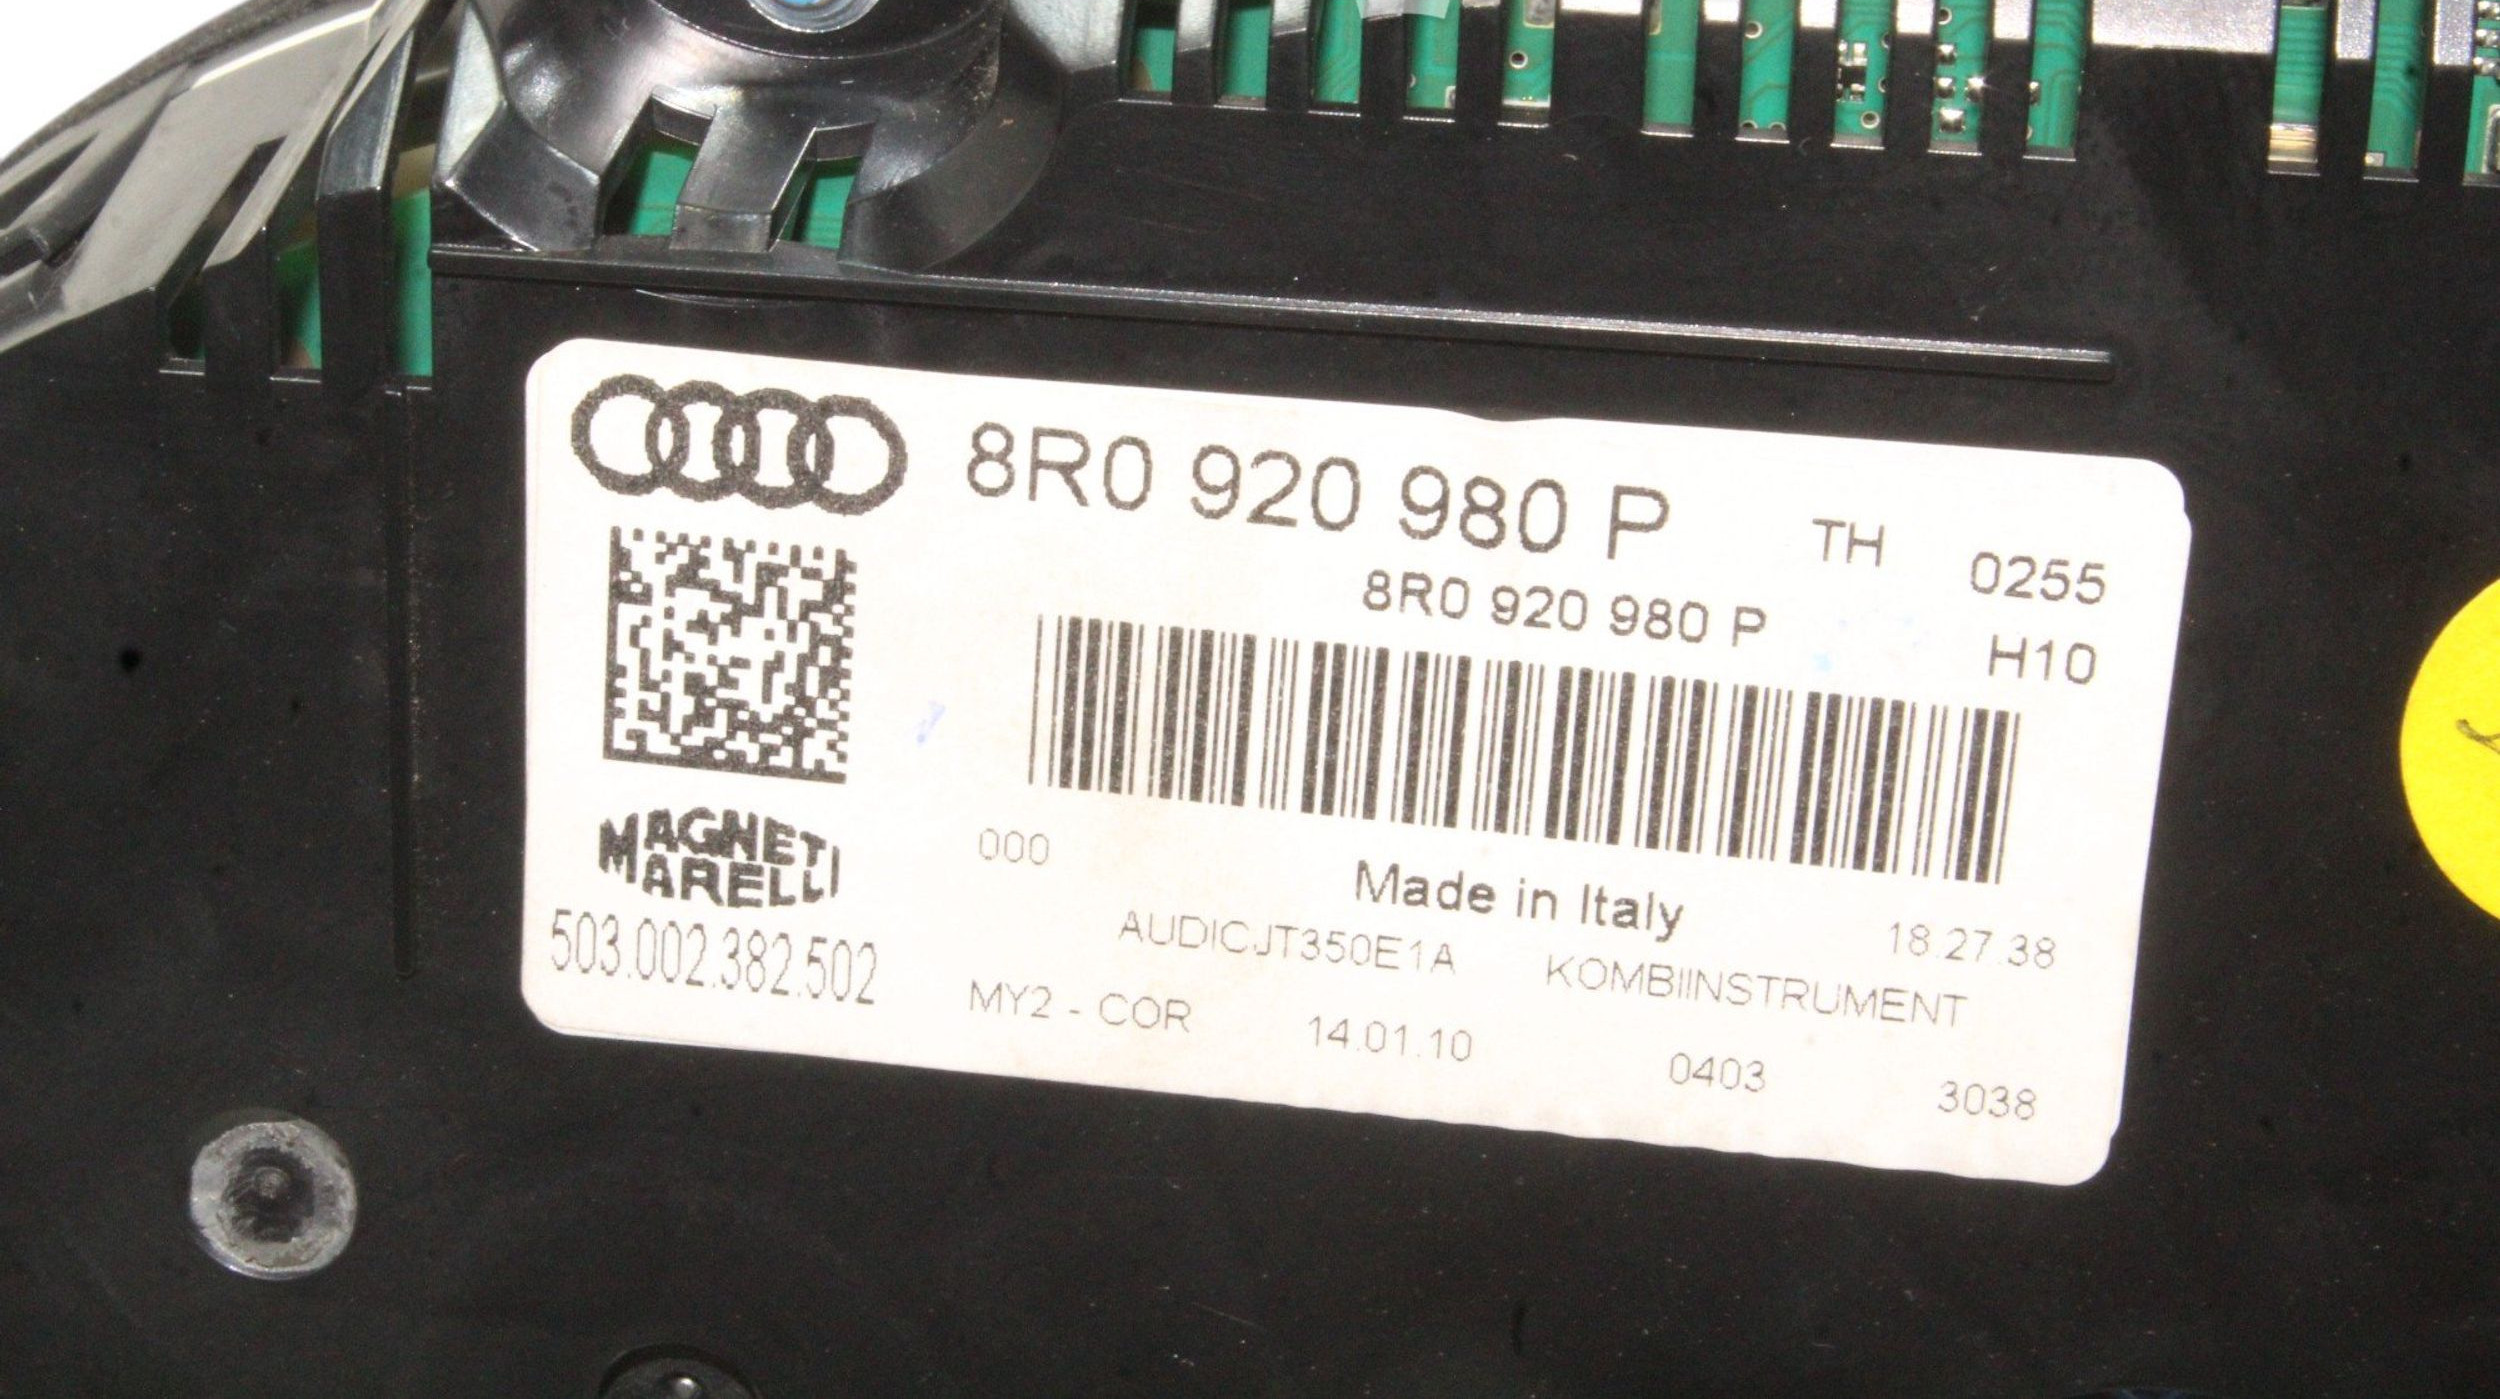 8R0 920 980 P TH 0255
8R0 920 980 P H10
MAGNETI
MARELLI
000
Made in Italy
503.002.382.502
AUDICJT350E1A KOMBIINSTRUMENT 18.27.38
MY2 - COR 14.01.10 0403 3038